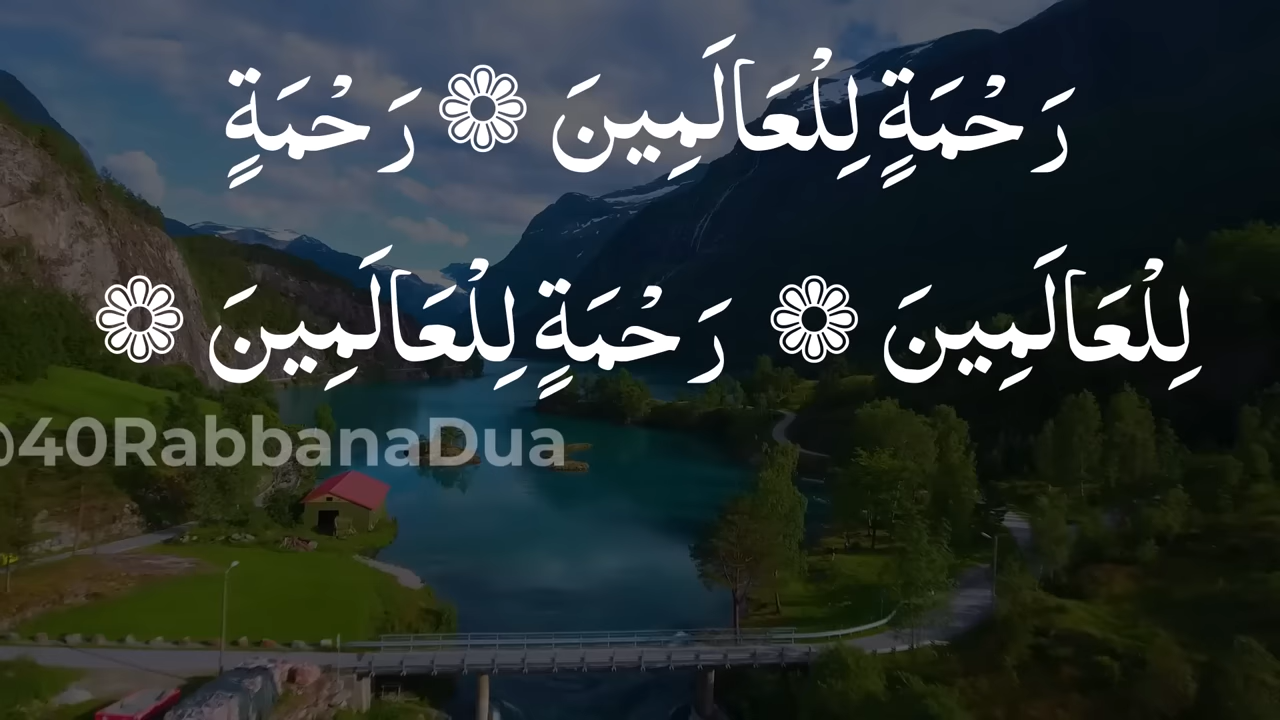 رَحْمَةٍ لِلْعَالَمِينَ ۞ رَحْمَةٍ
لِلْعَالَمِينَ ۞ رَحْمَةٍ لِلْعَالَمِينَ ۞
@40RabbanaDua